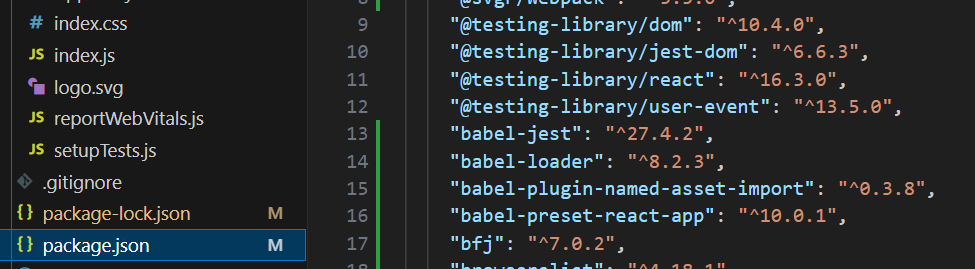 index.css
JS index.js
logo.svg
JS reportWebVitals.js
JS setupTests.js
.gitignore
{} package-lock.json M
{} package.json M
9 "@testing-library/dom": "^10.4.0",
10 "@testing-library/jest-dom": "^6.6.3",
11 "@testing-library/react": "^16.3.0",
12 "@testing-library/user-event": "^13.5.0",
13 "babel-jest": "^27.4.2",
14 "babel-loader": "^8.2.3",
15 "babel-plugin-named-asset-import": "^0.3.8",
16 "babel-preset-react-app": "^10.0.1",
17 "bfj": "^7.0.2",